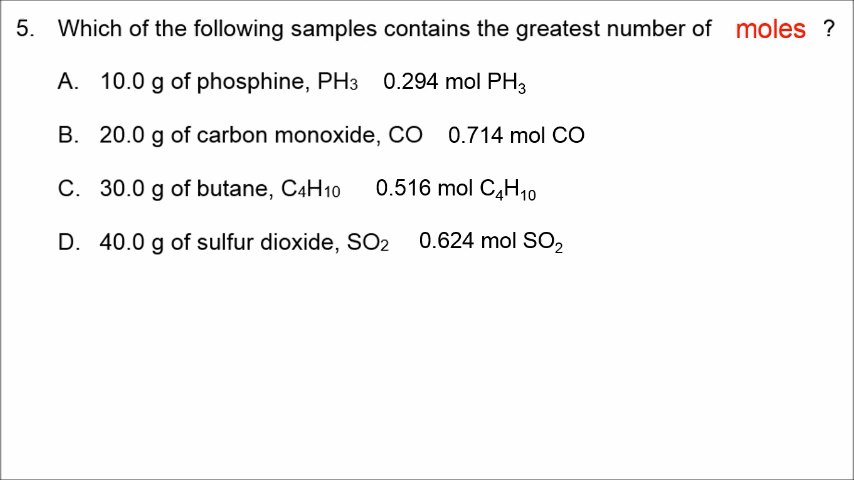 5. Which of the following samples contains the greatest number of moles ?
A. 10.0 g of phosphine, PH3 0.294 mol PH₃
B. 20.0 g of carbon monoxide, CO 0.714 mol CO
C. 30.0 g of butane, C4H10 0.516 mol C₄H₁₀
D. 40.0 g of sulfur dioxide, SO2 0.624 mol SO₂